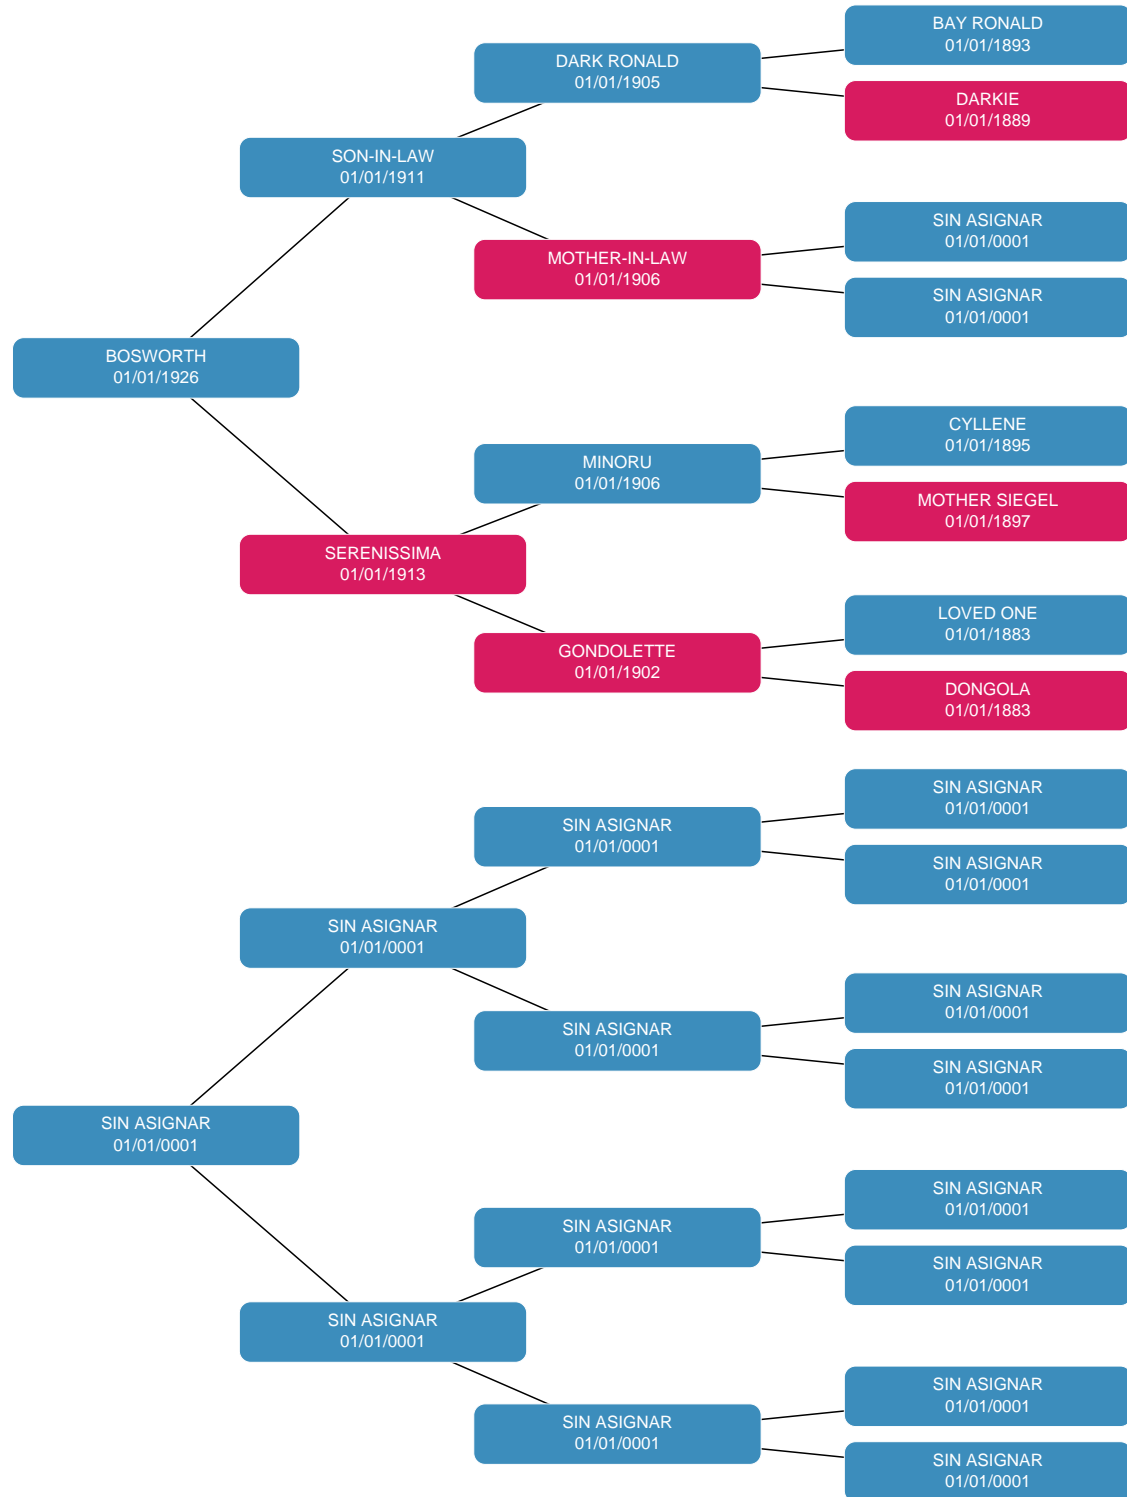 BAY RONALD
01/01/1893
DARK RONALD
01/01/1905
DARKIE
01/01/1889
SON-IN-LAW
01/01/1911
SIN ASIGNAR
01/01/0001
MOTHER-IN-LAW
01/01/1906
SIN ASIGNAR
01/01/0001
BOSWORTH
01/01/1926
CYLLENE
01/01/1895
MINORU
01/01/1906
MOTHER SIEGEL
01/01/1897
SERENISSIMA
01/01/1913
LOVED ONE
01/01/1883
GONDOLETTE
01/01/1902
DONGOLA
01/01/1883
SIN ASIGNAR
01/01/0001
SIN ASIGNAR
01/01/0001
SIN ASIGNAR
01/01/0001
SIN ASIGNAR
01/01/0001
SIN ASIGNAR
01/01/0001
SIN ASIGNAR
01/01/0001
SIN ASIGNAR
01/01/0001
SIN ASIGNAR
01/01/0001
SIN ASIGNAR
01/01/0001
SIN ASIGNAR
01/01/0001
SIN ASIGNAR
01/01/0001
SIN ASIGNAR
01/01/0001
SIN ASIGNAR
01/01/0001
SIN ASIGNAR
01/01/0001
SIN ASIGNAR
01/01/0001